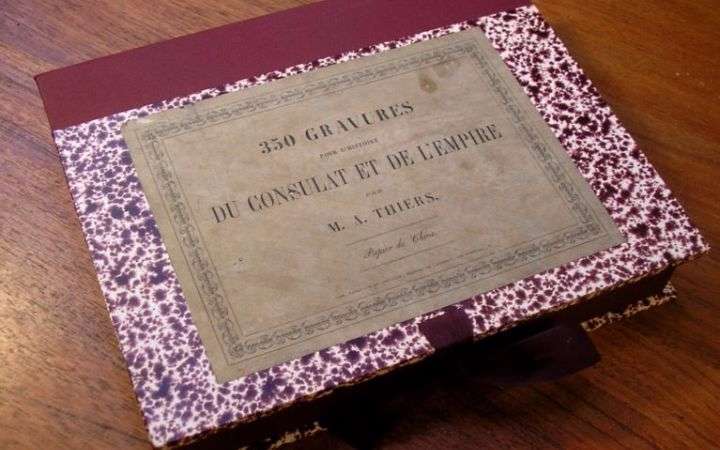 350 GRAVURES
POUR L'HISTOIRE
DU CONSULAT ET DE L'EMPIRE
PAR
M. A. THIERS.
Papier de Chine.